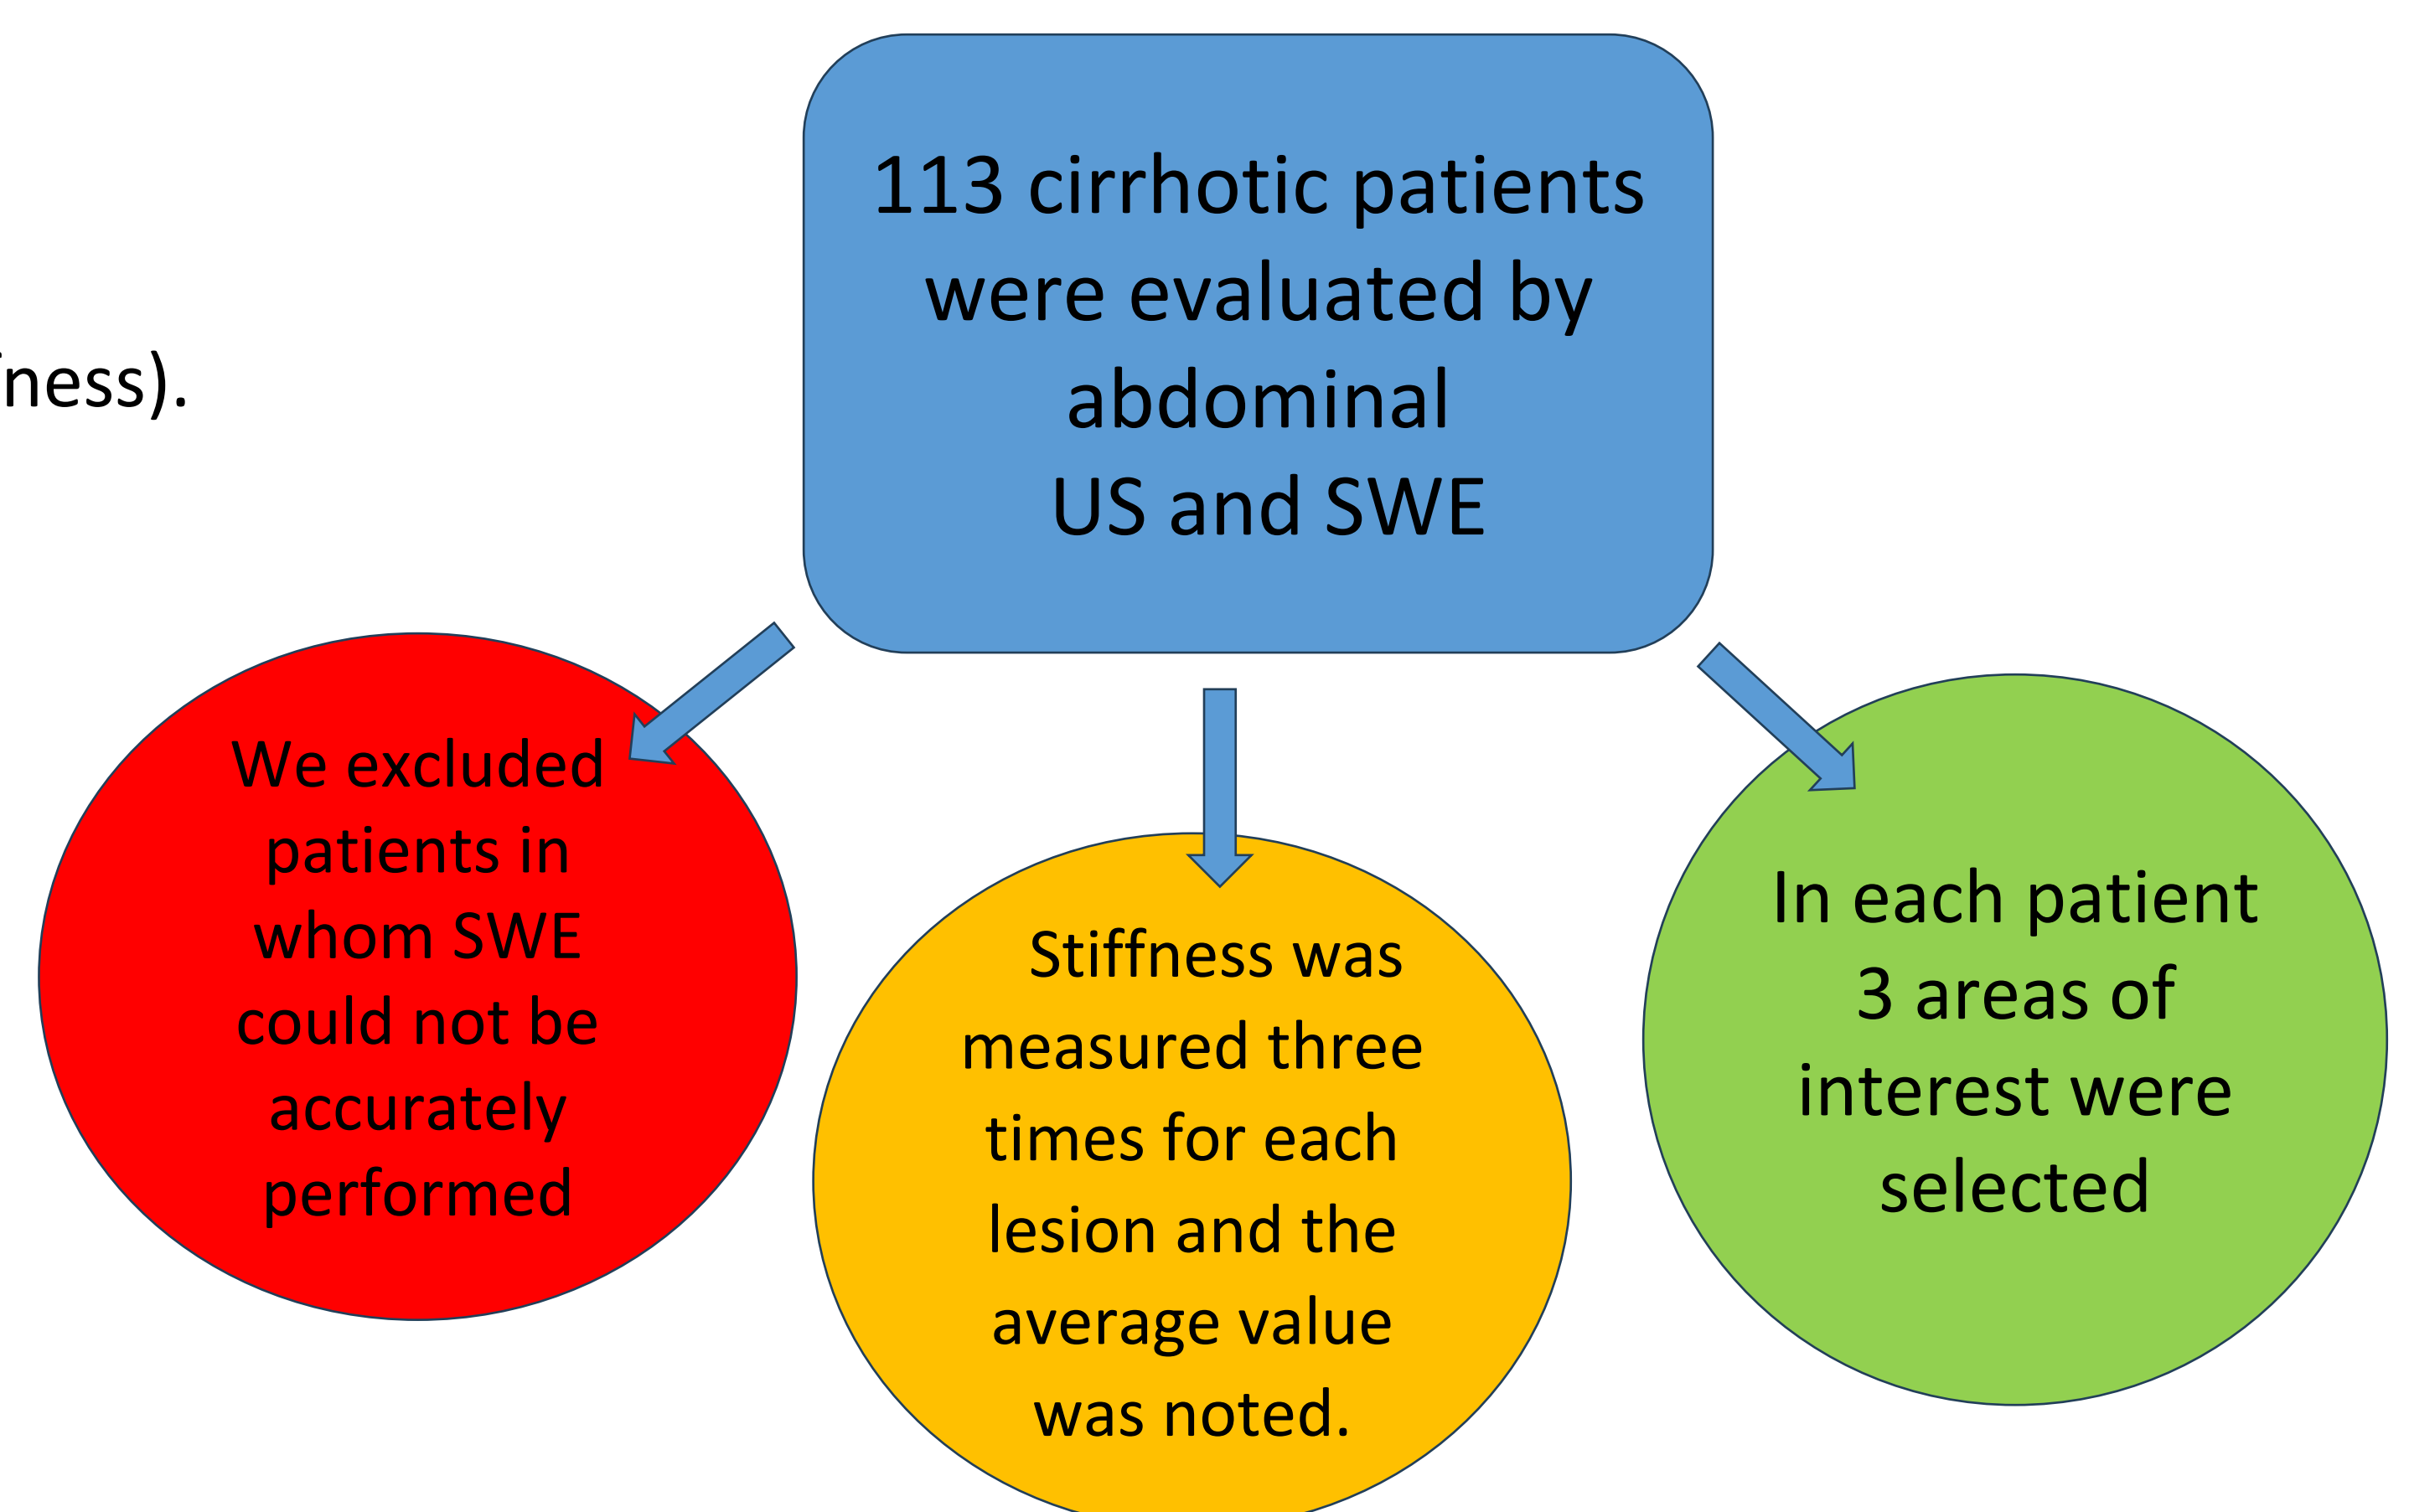 ness).
113 cirrhotic patients
were evaluated by
abdominal
US and SWE
We excluded
patients in
whom SWE
could not be
accurately
performed
Stiffness was
measured three
times for each
lesion and the
average value
was noted.
In each patient
3 areas of
interest were
selected